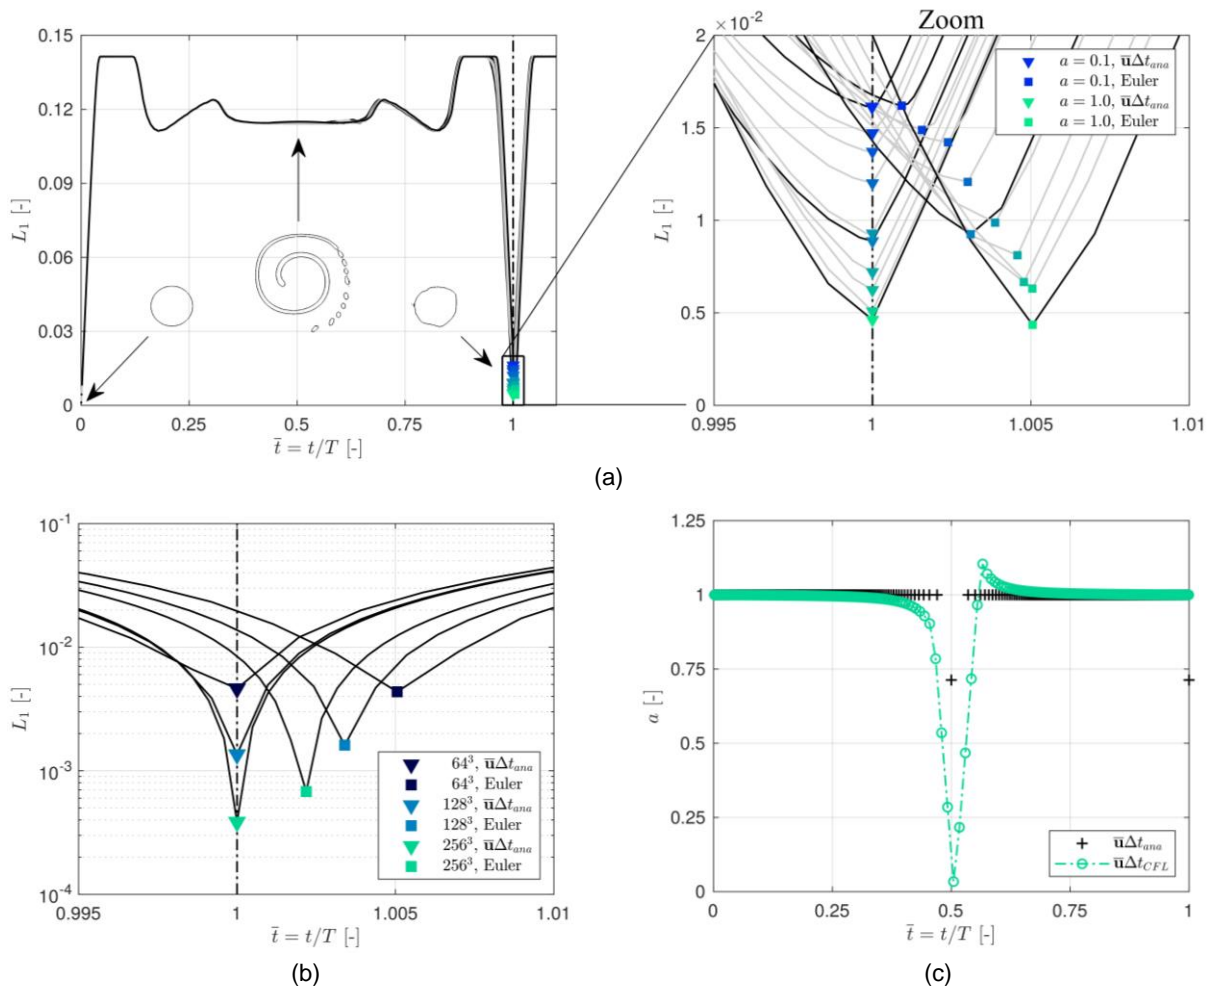 Zoom
×10⁻²
0.15
0.12
0.09
0.06
0.03
0
L₁ [-]
0 0.25 0.5 0.75 1
t̄ = t/T [-]
2
1.5
1
0.5
0
L₁ [-]
0.995 1 1.005 1.01
t̄ = t/T [-]
a = 0.1, ūΔt_ana
a = 0.1, Euler
a = 1.0, ūΔt_ana
a = 1.0, Euler
(a)
10⁻¹
10⁻²
10⁻³
10⁻⁴
L₁ [-]
0.995 1 1.005 1.01
t̄ = t/T [-]
64³, ūΔt_ana
64³, Euler
128³, ūΔt_ana
128³, Euler
256³, ūΔt_ana
256³, Euler
(b)
1.25
1
0.75
0.5
0.25
0
a [-]
0 0.25 0.5 0.75 1
t̄ = t/T [-]
ūΔt_ana
ūΔt_CFL
(c)